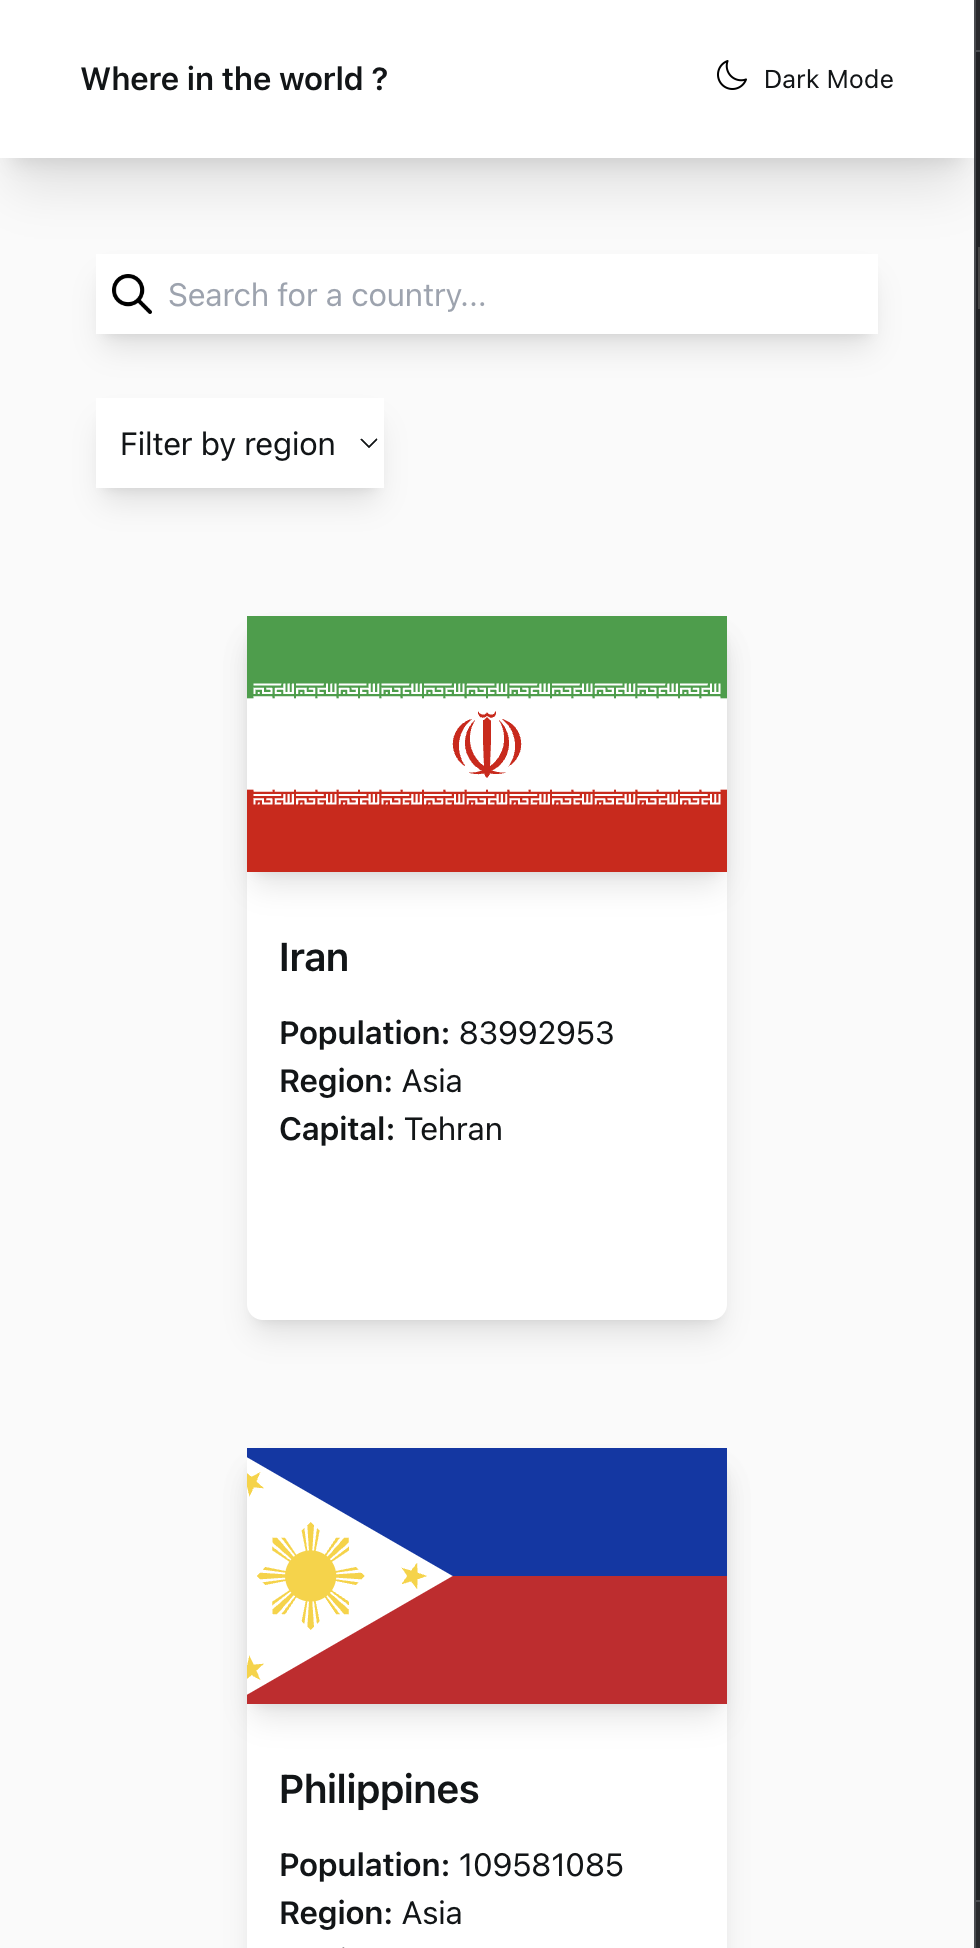 Where in the world ?
Dark Mode
Search for a country...
Filter by region
Iran
Population: 83992953
Region: Asia
Capital: Tehran
Philippines
Population: 109581085
Region: Asia